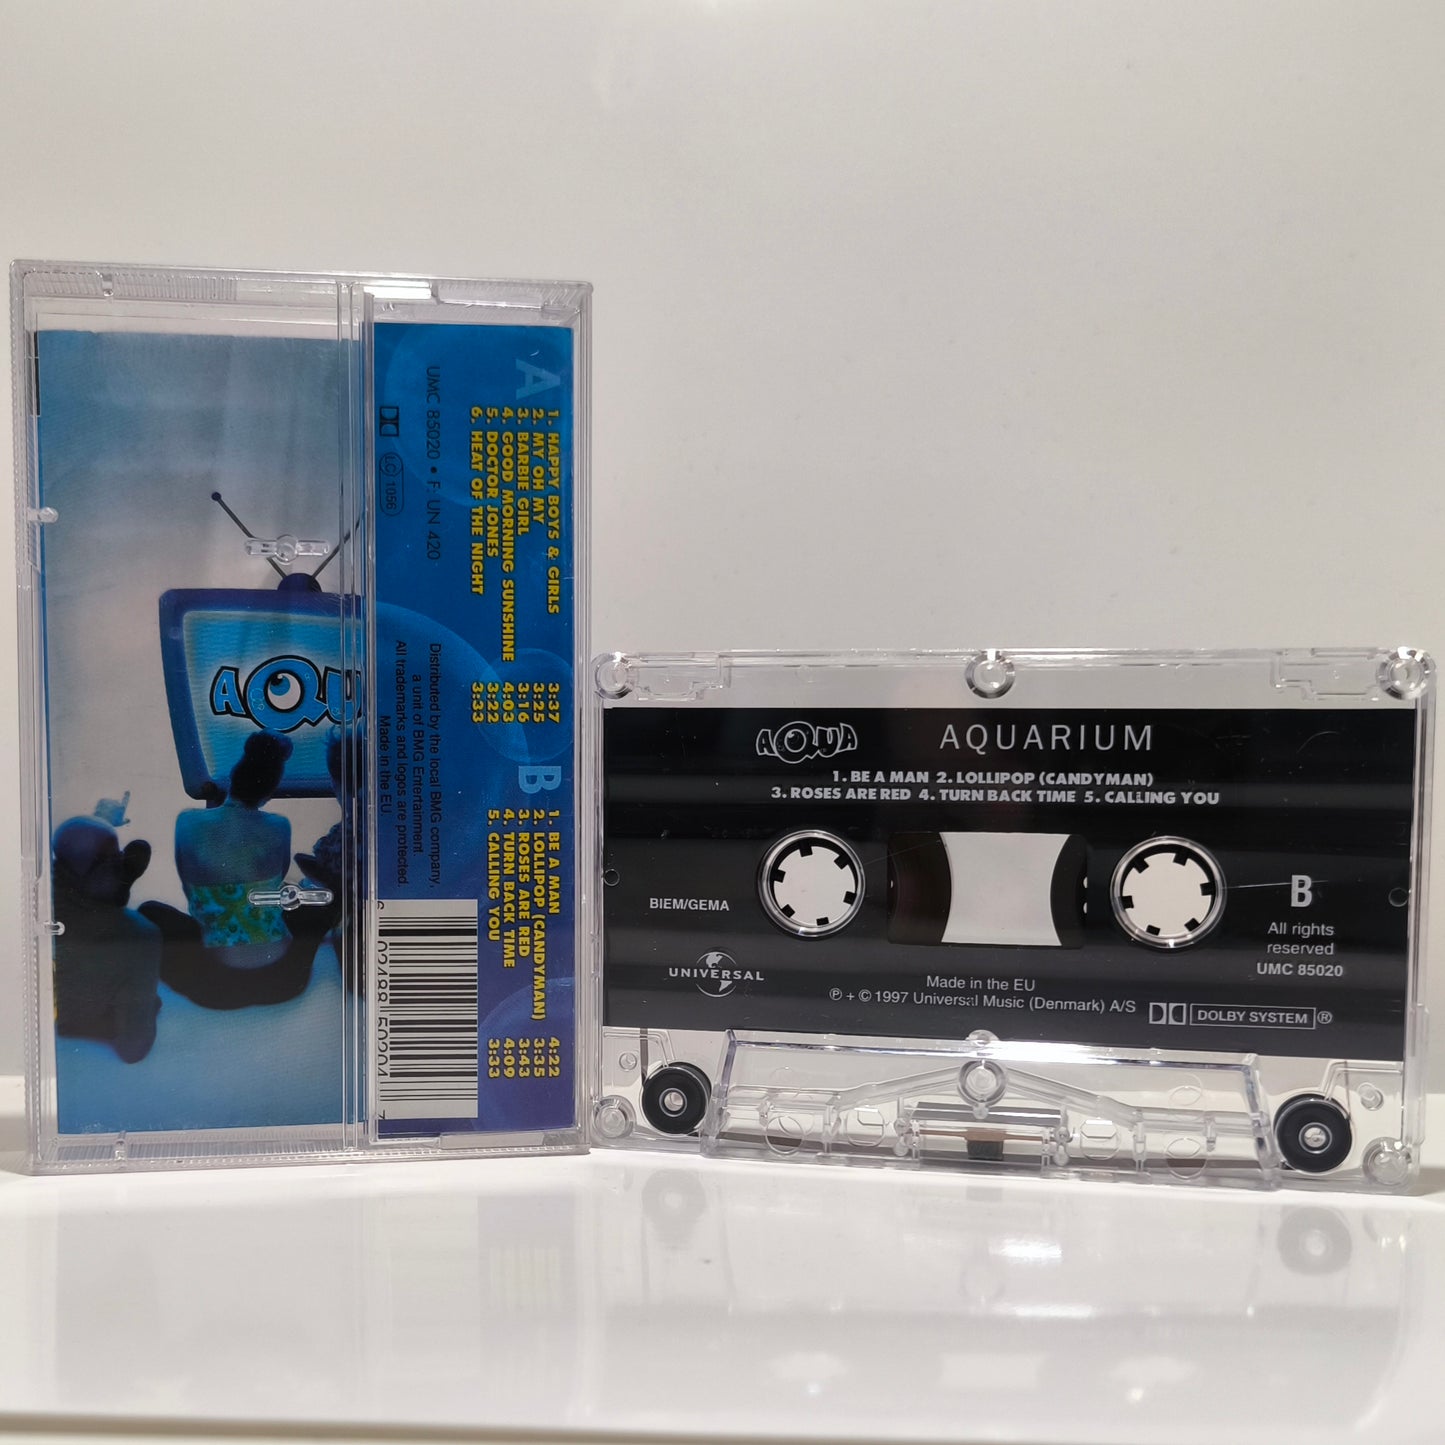 A
1. HAPPY BOYS & GIRLS 3:37
2. MY OH MY 3:25
3. BARBIE GIRL 3:16
4. GOOD MORNING SUNSHINE 4:03
5. DOCTOR JONES 3:22
6. HEAT OF THE NIGHT 3:33
B
1. BE A MAN 4:22
2. LOLLIPOP (CANDYMAN) 3:35
3. ROSES ARE RED 3:43
4. TURN BACK TIME 4:09
5. CALLING YOU 3:33
UMC 85020 • F: UN 420
LC 1056
Distributed by the local BMG company,
a unit of BMG Entertainment.
All trademarks and logos are protected.
Made in the EU
6 02488 50204 7
AQU
AQUA
AQUARIUM
1. BE A MAN 2. LOLLIPOP (CANDYMAN)
3. ROSES ARE RED 4. TURN BACK TIME 5. CALLING YOU
BIEM/GEMA
B
All rights
reserved
UMC 85020
UNIVERSAL
Made in the EU
℗ + © 1997 Universal Music (Denmark) A/S
DOLBY SYSTEM ®